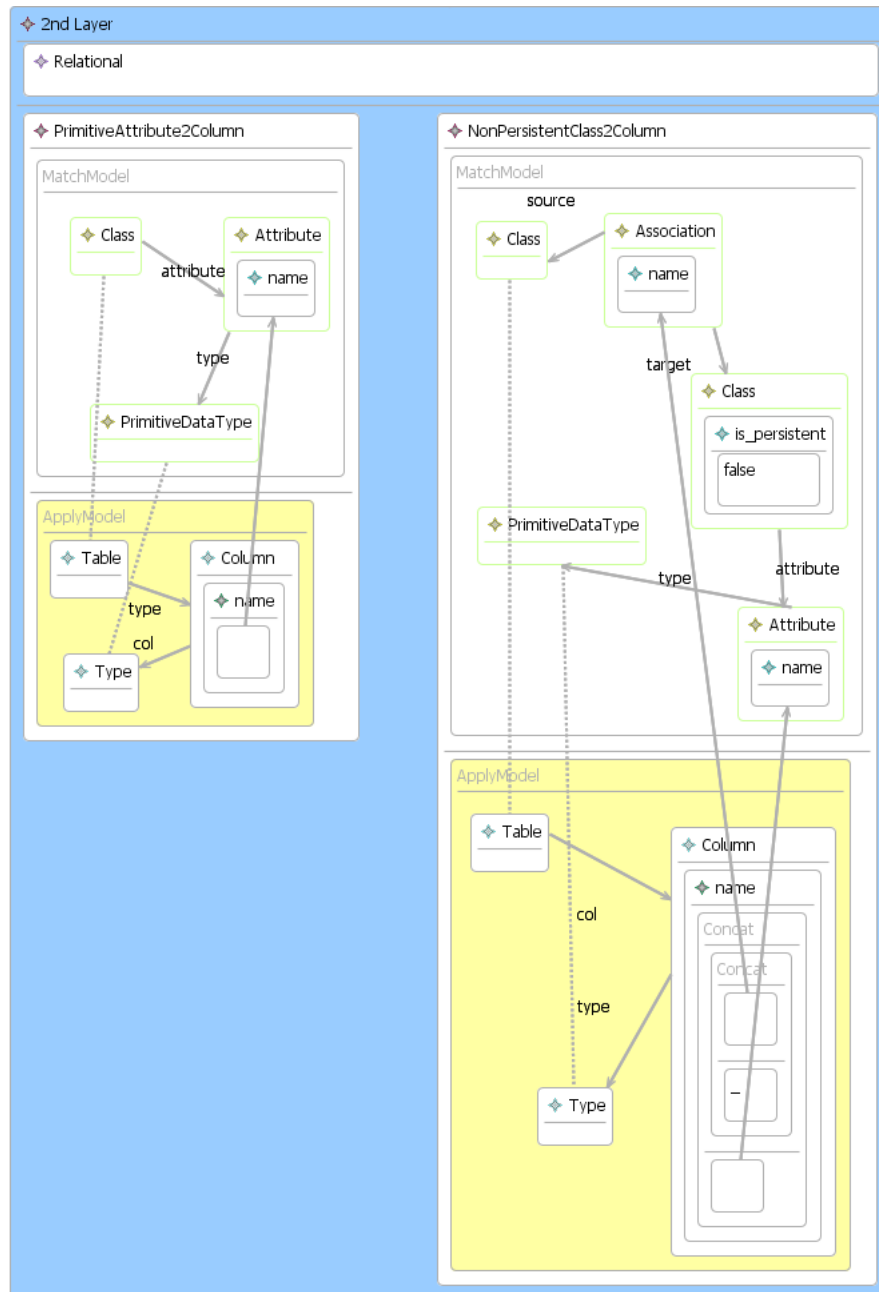 2nd Layer
Relational
PrimitiveAttribute2Column
MatchModel
Class
Attribute
attribute
name
type
PrimitiveDataType
ApplyModel
Table
Column
type
name
col
Type
NonPersistentClass2Column
MatchModel
source
Class
Association
name
target
Class
is_persistent
false
PrimitiveDataType
type
attribute
Attribute
name
ApplyModel
Table
Column
name
col
Concat
Concat
type
_
Type